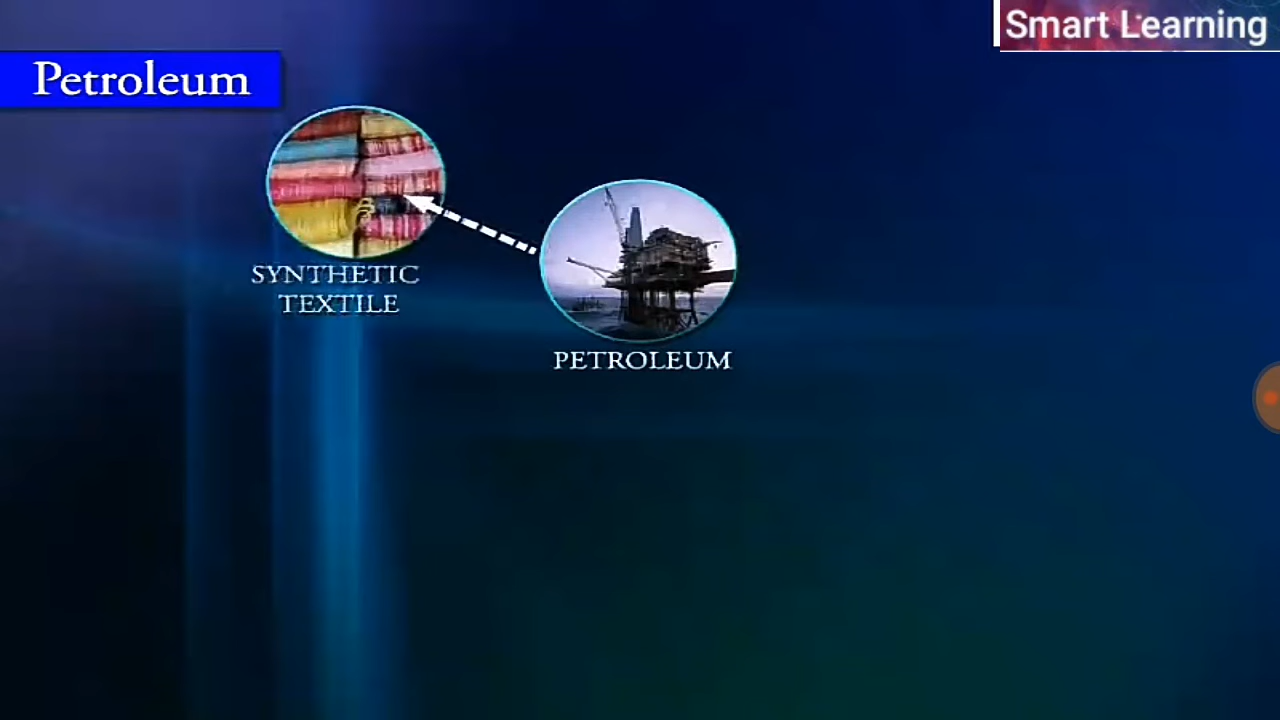 Smart Learning
Petroleum
SYNTHETIC
TEXTILE
PETROLEUM